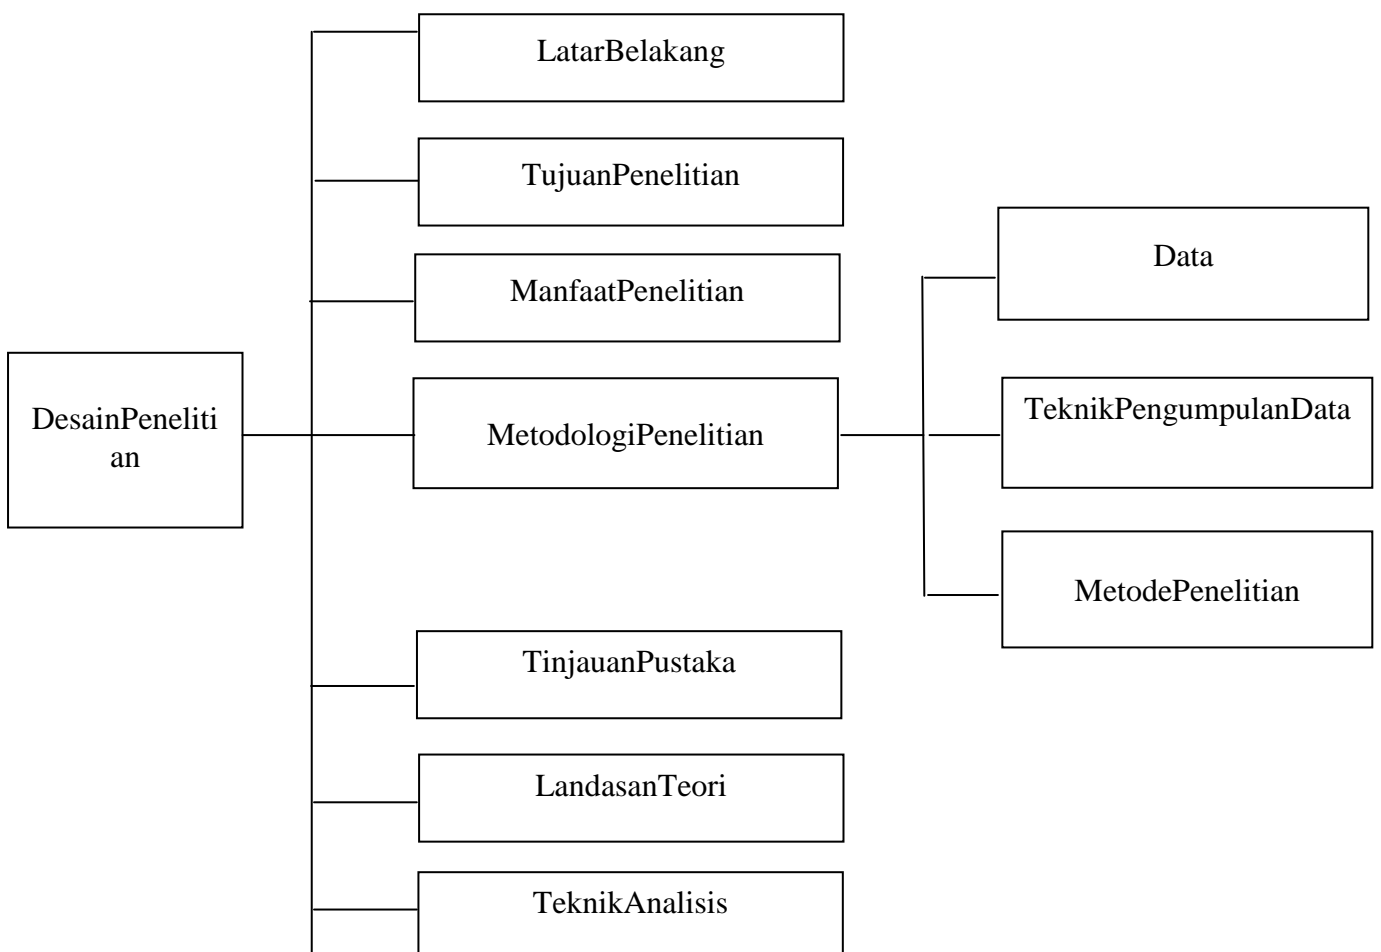 LatarBelakang
TujuanPenelitian
ManfaatPenelitian
DesainPeneliti
an
MetodologiPenelitian
Data
TeknikPengumpulanData
MetodePenelitian
TinjauanPustaka
LandasanTeori
TeknikAnalisis